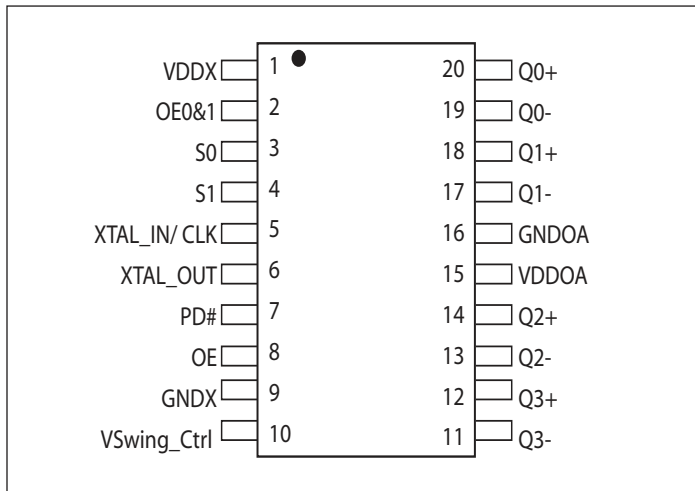 VDDX 1 20 Q0+
OE0&1 2 19 Q0-
S0 3 18 Q1+
S1 4 17 Q1-
XTAL_IN/ CLK 5 16 GNDOA
XTAL_OUT 6 15 VDDOA
PD# 7 14 Q2+
OE 8 13 Q2-
GNDX 9 12 Q3+
VSwing_Ctrl 10 11 Q3-